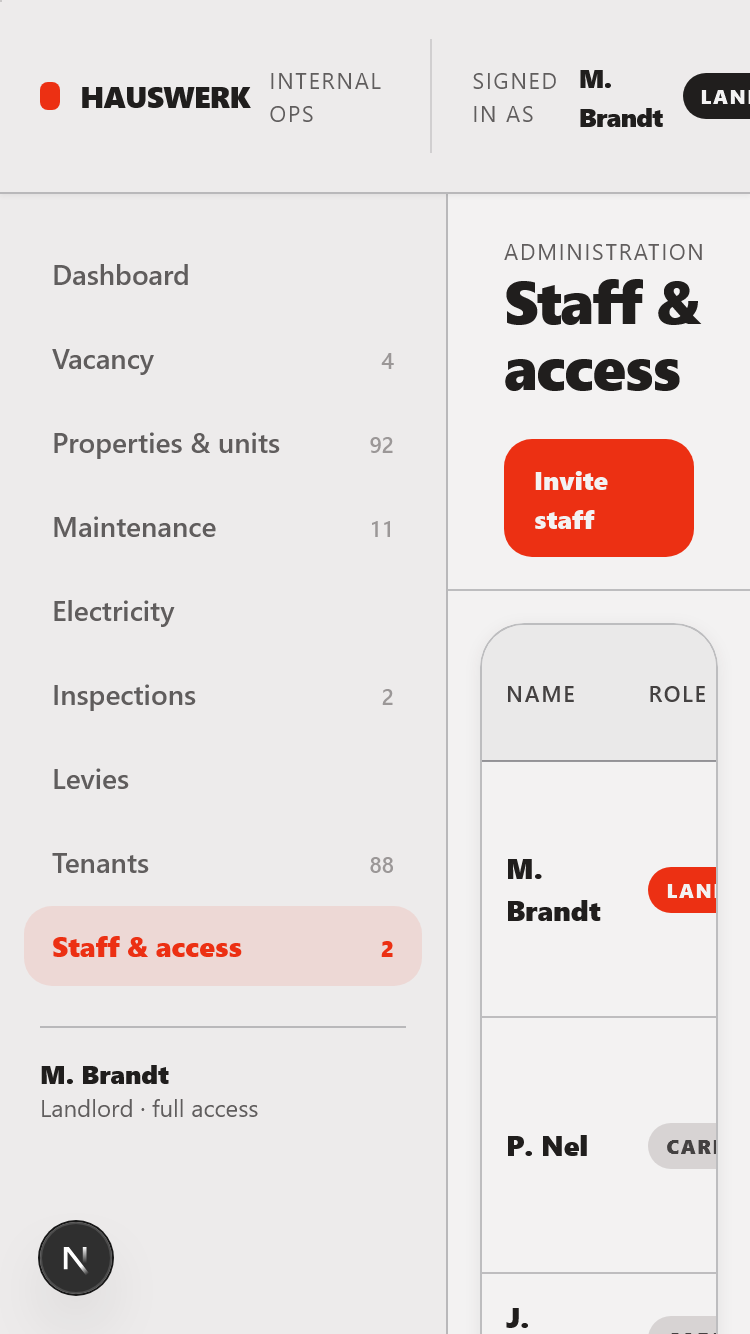 HAUSWERK
INTERNAL
OPS
SIGNED
IN AS
M.
Brandt
Dashboard
Vacancy 4
Properties & units 92
Maintenance 11
Electricity
Inspections 2
Levies
Tenants 88
Staff & access 2
M. Brandt
Landlord · full access
N
ADMINISTRATION
Staff &
access
Invite
staff
NAME ROLE
M.
Brandt
P. Nel
J.